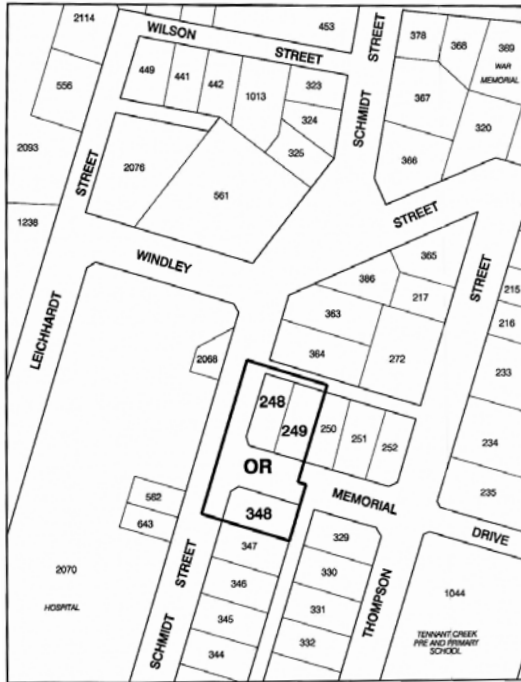 2114
WILSON
STREET
453
STREET
378
368
369
WAR
MEMORIAL
449
441
442
1013
323
556
367
324
SCHMIDT
320
325
2093
STREET
2076
366
561
STREET
1238
WINDLEY
365
STREET
386
217
215
LEICHHARDT
363
216
364
272
2068
233
248
249
250
251
252
234
OR
582
348
MEMORIAL
235
643
DRIVE
329
347
STREET
330
2070
346
1044
HOSPITAL
345
331
THOMPSON
332
344
SCHMIDT
TENNANT CREEK
PRE AND PRIMARY
SCHOOL